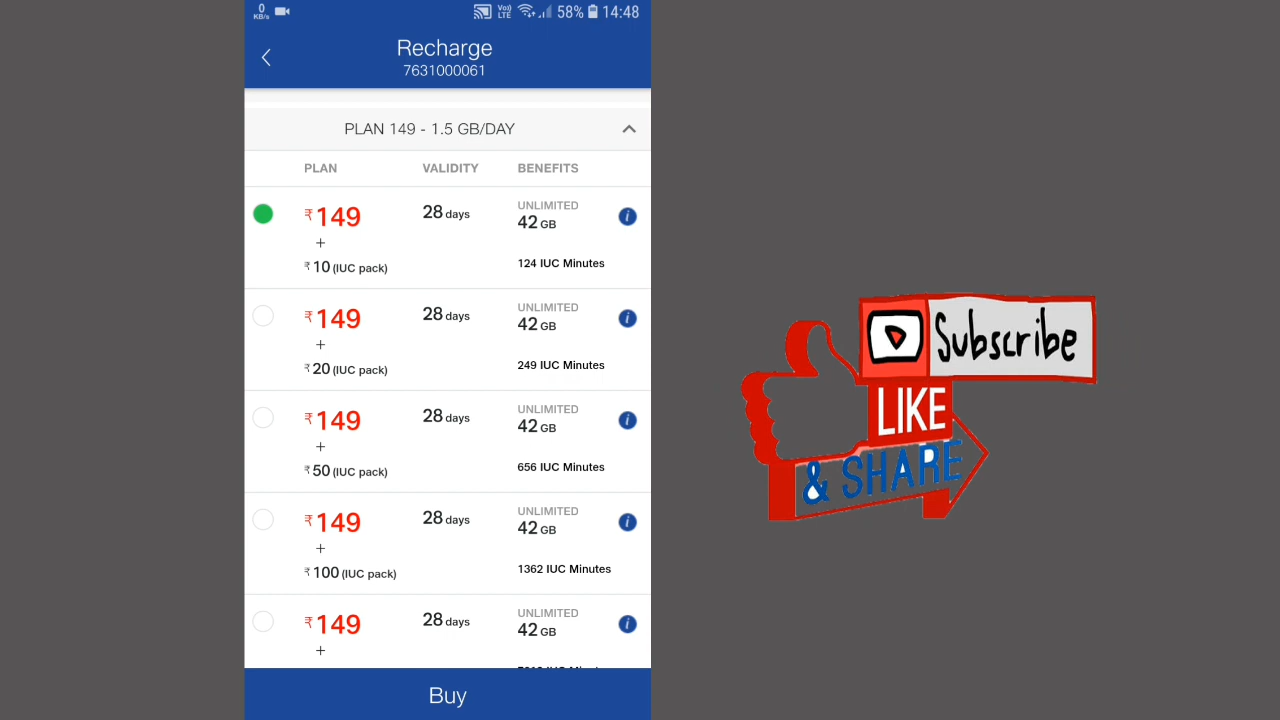 0
KB/s
Vo)
LTE
58%
14:48
Recharge
7631000061
PLAN 149 - 1.5 GB/DAY
PLAN VALIDITY BENEFITS
₹149 28 days UNLIMITED
42 GB
+
₹10 (IUC pack) 124 IUC Minutes
₹149 28 days UNLIMITED
42 GB
+
₹20 (IUC pack) 249 IUC Minutes
₹149 28 days UNLIMITED
42 GB
+
₹50 (IUC pack) 656 IUC Minutes
₹149 28 days UNLIMITED
42 GB
+
₹100 (IUC pack) 1362 IUC Minutes
₹149 28 days UNLIMITED
42 GB
+
Buy
Subscribe
LIKE
& SHARE